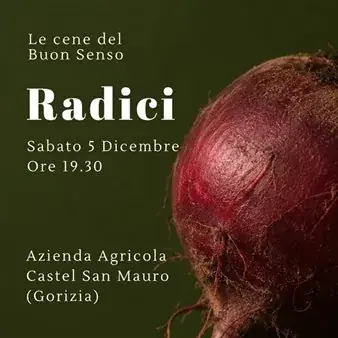 Le cene del
Buon Senso
Radici
Sabato 5 Dicembre
Ore 19.30
Azienda Agricola
Castel San Mauro
(Gorizia)